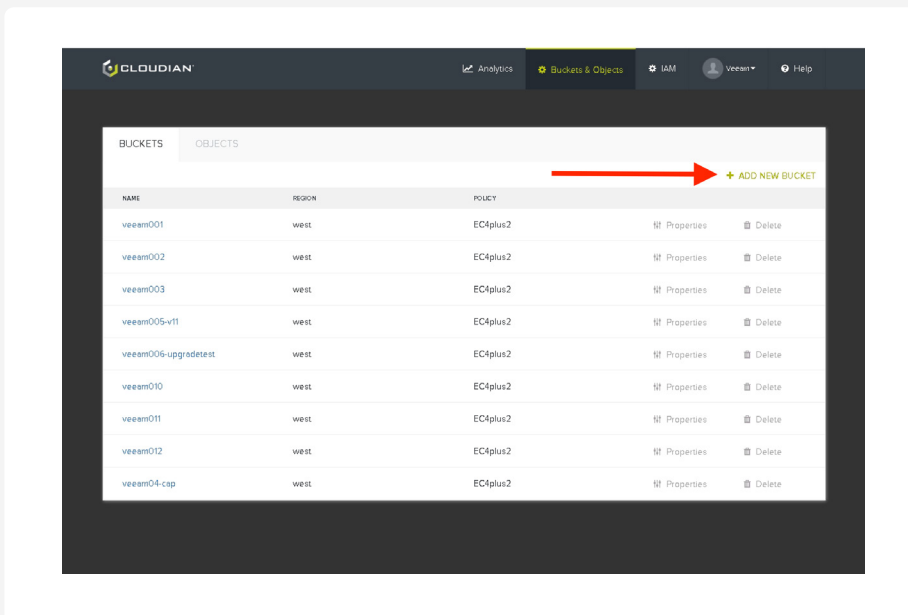 CLOUDIAN
Analytics Buckets & Objects IAM Veeam Help
BUCKETS OBJECTS
+ ADD NEW BUCKET
NAME REGION POLICY
veeam001 west EC4plus2 Properties Delete
veeam002 west EC4plus2 Properties Delete
veeam003 west EC4plus2 Properties Delete
veeam005-v11 west EC4plus2 Properties Delete
veeam006-upgradetest west EC4plus2 Properties Delete
veeam010 west EC4plus2 Properties Delete
veeam011 west EC4plus2 Properties Delete
veeam012 west EC4plus2 Properties Delete
veeam04-cap west EC4plus2 Properties Delete